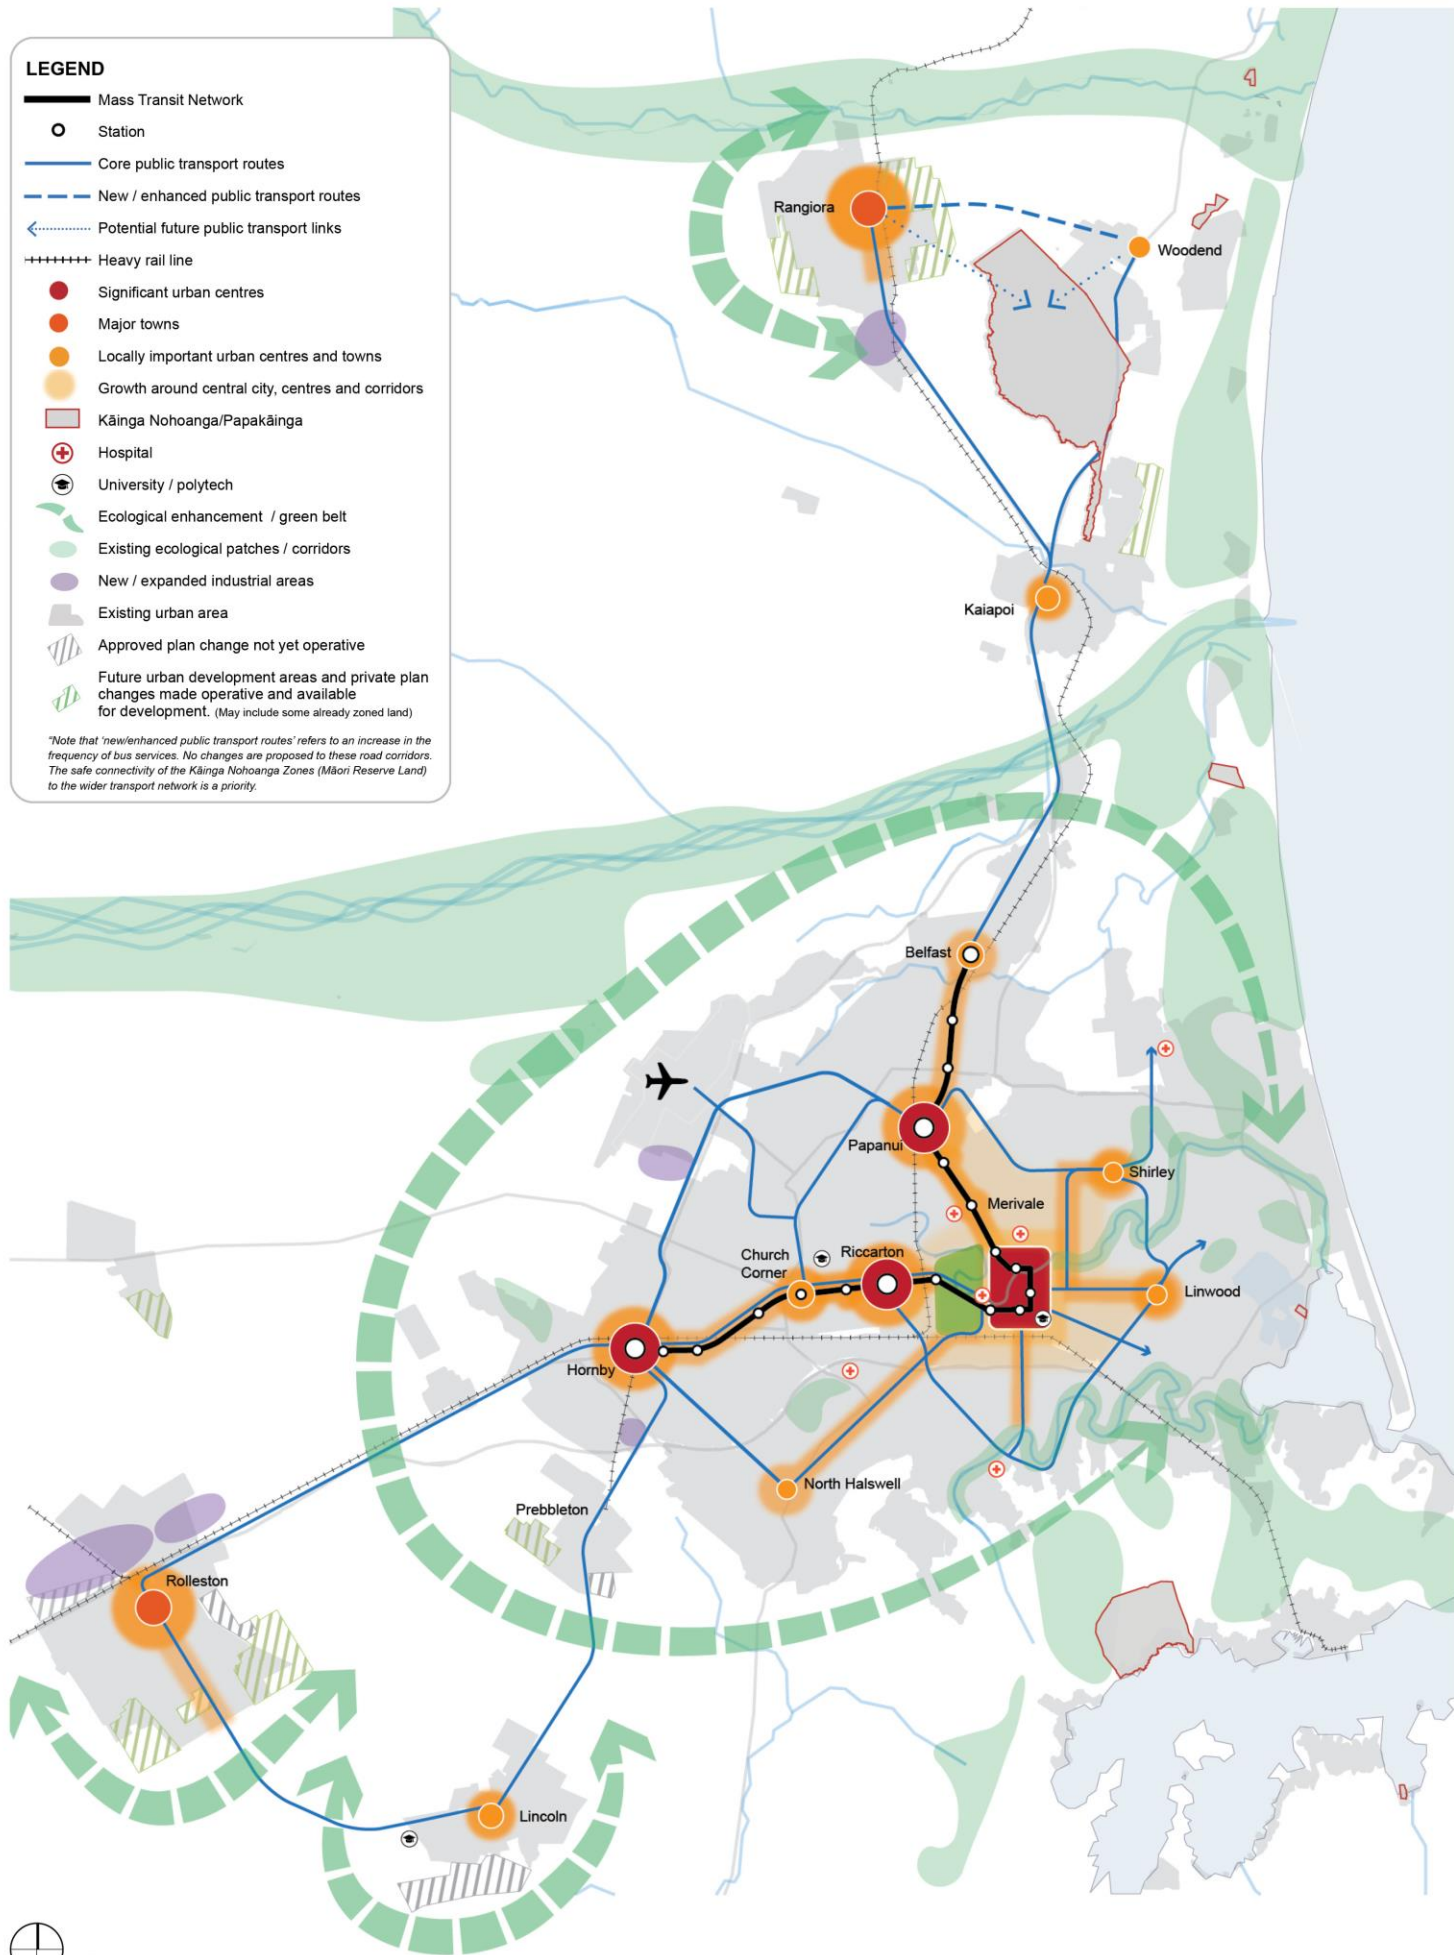 LEGEND
Mass Transit Network
Station
Core public transport routes
New / enhanced public transport routes
Potential future public transport links
Heavy rail line
Significant urban centres
Major towns
Locally important urban centres and towns
Growth around central city, centres and corridors
Kāinga Nohoanga/Papakāinga
Hospital
University / polytech
Ecological enhancement / green belt
Existing ecological patches / corridors
New / expanded industrial areas
Existing urban area
Approved plan change not yet operative
Future urban development areas and private plan
changes made operative and available
for development. (May include some already zoned land)
"Note that 'new/enhanced public transport routes' refers to an increase in the
frequency of bus services. No changes are proposed to these road corridors.
The safe connectivity of the Kāinga Nohoanga Zones (Māori Reserve Land)
to the wider transport network is a priority.
Rangiora
Woodend
Kaiapoi
Belfast
Papanui
Shirley
Merivale
Church
Corner
Riccarton
Linwood
Hornby
North Halswell
Prebbleton
Rolleston
Lincoln